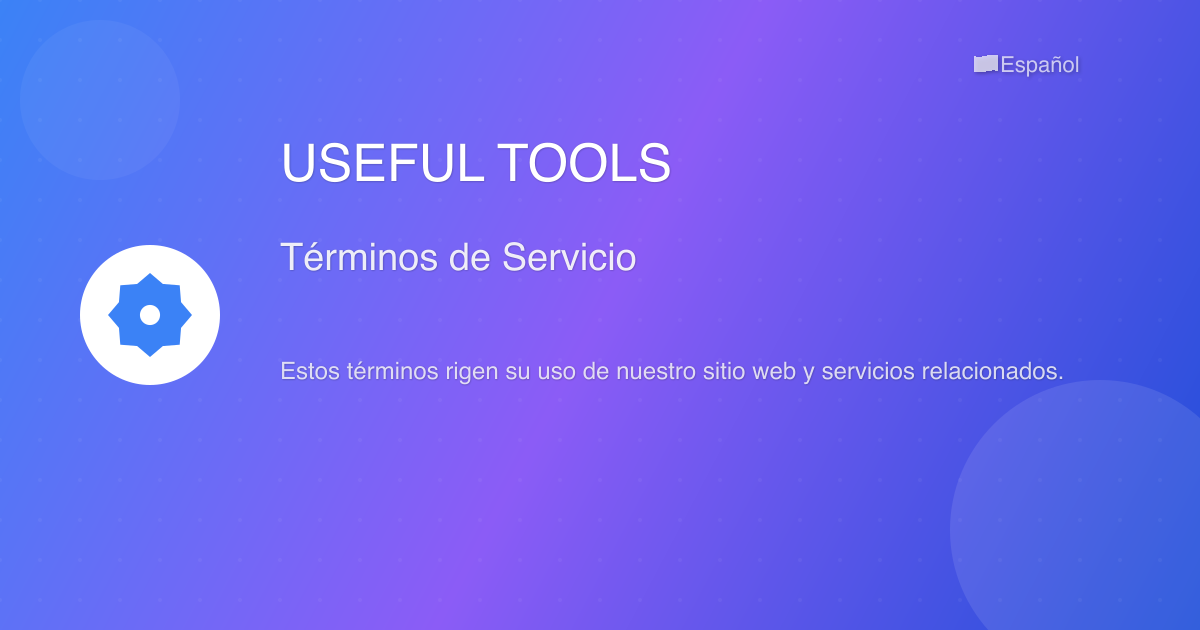 Español
USEFUL TOOLS
Términos de Servicio
Estos términos rigen su uso de nuestro sitio web y servicios relacionados.